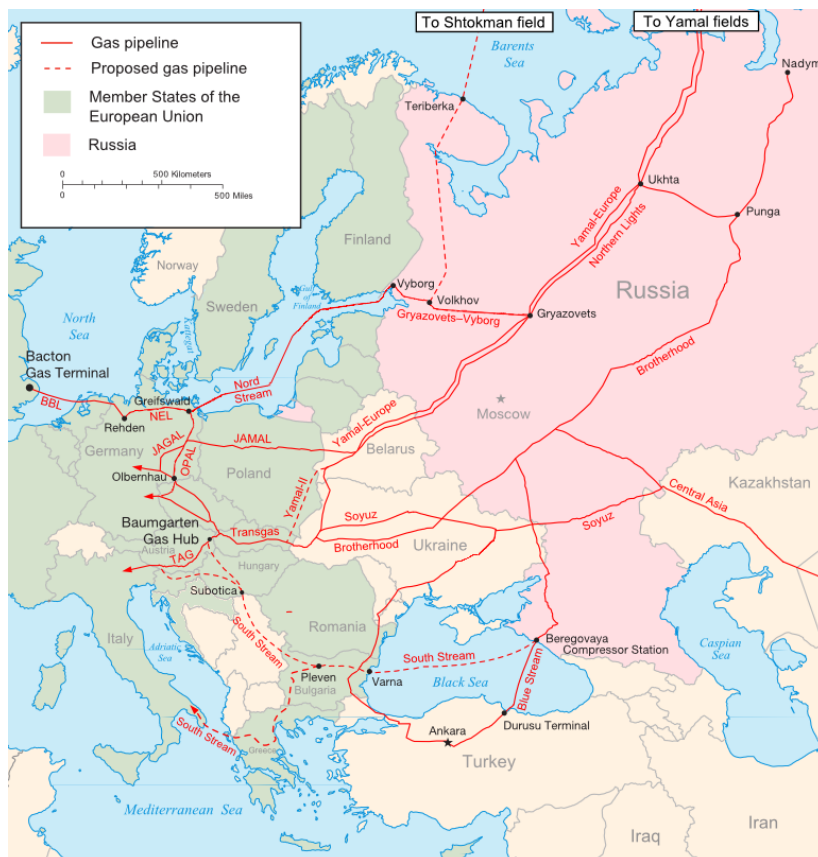 To Shtokman field
To Yamal fields
Gas pipeline
Proposed gas pipeline
Member States of the
European Union
Russia
0
500 Kilometers
0
500 Miles
Barents
Sea
Nadym
Teriberka
Ukhta
Punga
Yamal-Europe
Northern Lights
Finland
Norway
Sweden
Gulf
of
Finland
Vyborg
Volkhov
Gryazovets
Gryazovets–Vyborg
Russia
North
Sea
Kattegat
Bacton
Gas Terminal
BBL
Greifswald
Nord
Stream
NEL
Rehden
Moscow
Brotherhood
Germany
JAGAL
OPAL
JAMAL
Yamal-Europe
Belarus
Poland
Olbernhau
Yamal-II
Kazakhstan
Central Asia
Baumgarten
Gas Hub
Transgas
Soyuz
Soyuz
Brotherhood
Ukraine
Austria
TAG
Hungary
Subotica
Romania
Italy
Adriatic
Sea
South Stream
Beregovaya
Compressor Station
Caspian
Sea
South Stream
Pleven
Bulgaria
Varna
Black Sea
Blue Stream
South Stream
Greece
Ankara
Durusu Terminal
Turkey
Mediterranean Sea
Iraq
Iran